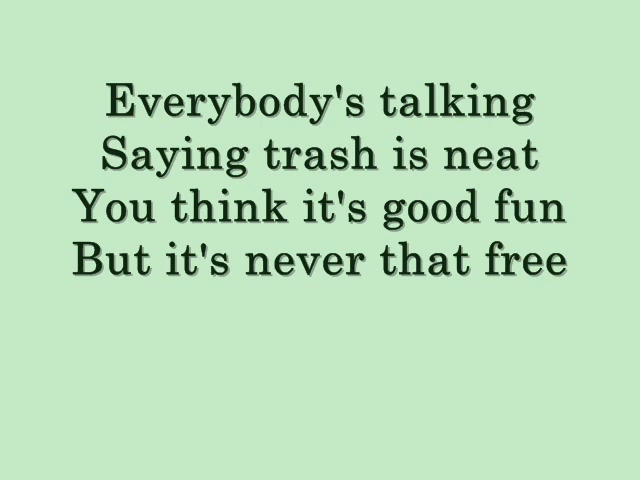 Everybody's talking
Saying trash is neat
You think it's good fun
But it's never that free